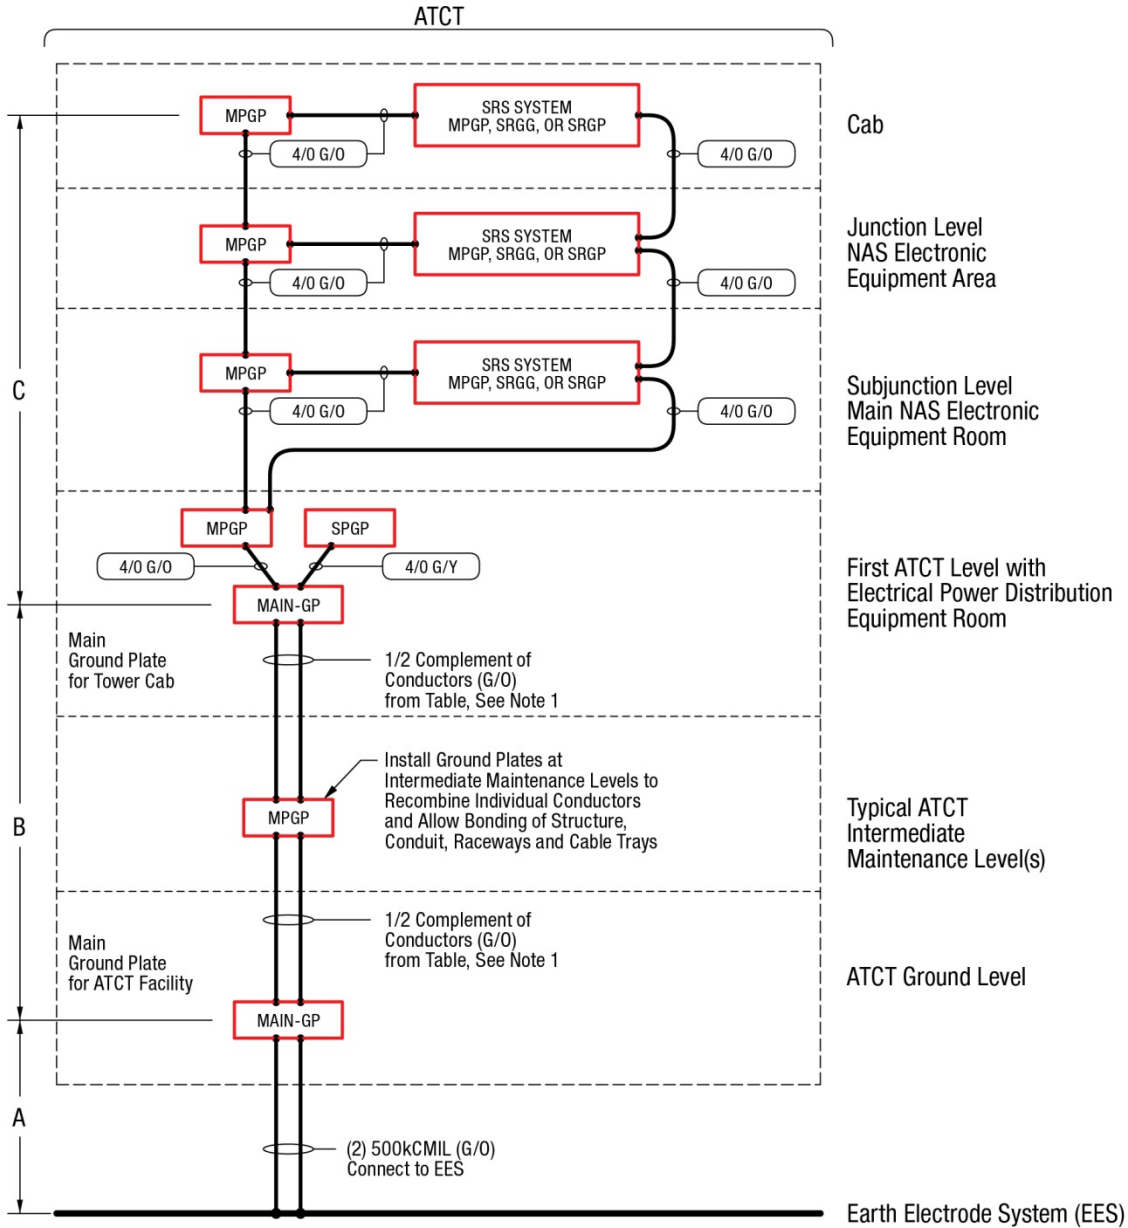 ATCT
MPGP
SRS SYSTEM
MPGP, SRGG, OR SRGP
4/0 G/O
4/0 G/O
Cab
MPGP
SRS SYSTEM
MPGP, SRGG, OR SRGP
4/0 G/O
4/0 G/O
Junction Level
NAS Electronic
Equipment Area
C
MPGP
SRS SYSTEM
MPGP, SRGG, OR SRGP
4/0 G/O
4/0 G/O
Subjunction Level
Main NAS Electronic
Equipment Room
MPGP
SPGP
4/0 G/O
4/0 G/Y
MAIN-GP
First ATCT Level with
Electrical Power Distribution
Equipment Room
Main
Ground Plate
for Tower Cab
1/2 Complement of
Conductors (G/O)
from Table, See Note 1
B
Install Ground Plates at
Intermediate Maintenance Levels to
Recombine Individual Conductors
and Allow Bonding of Structure,
Conduit, Raceways and Cable Trays
MPGP
Typical ATCT
Intermediate
Maintenance Level(s)
Main
Ground Plate
for ATCT Facility
1/2 Complement of
Conductors (G/O)
from Table, See Note 1
MAIN-GP
ATCT Ground Level
A
(2) 500kCMIL (G/O)
Connect to EES
Earth Electrode System (EES)